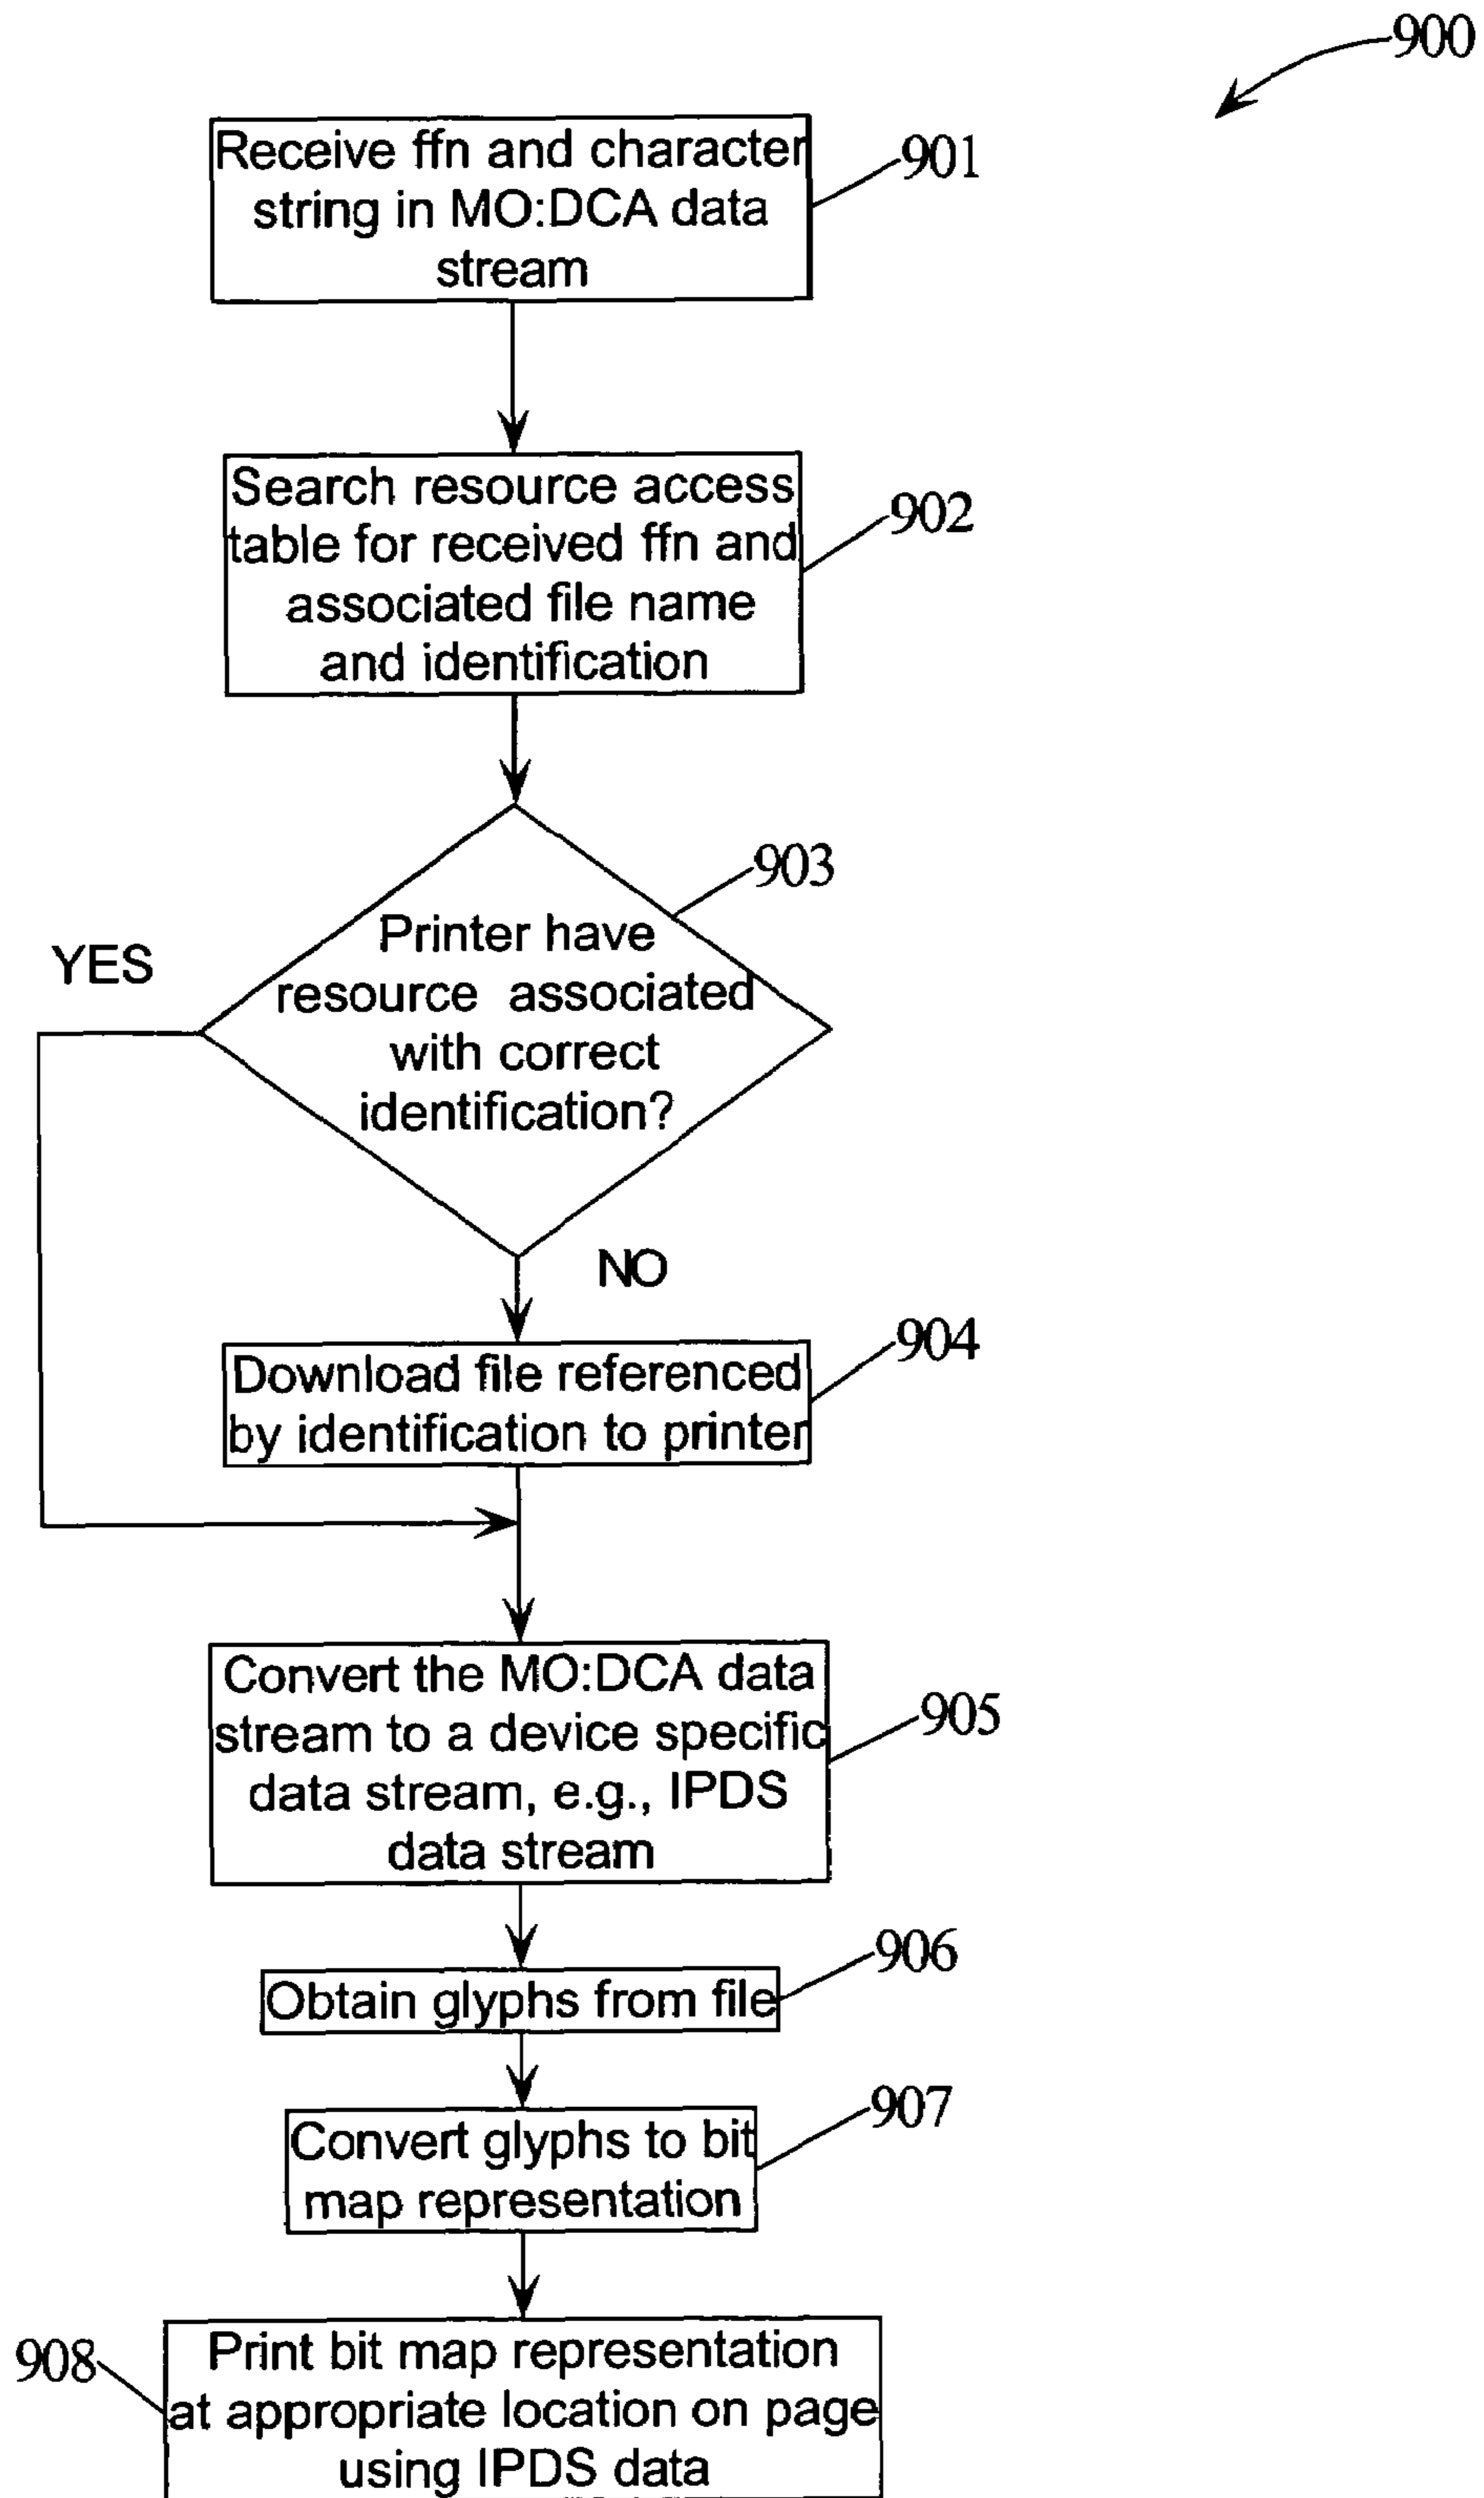 900
Receive ffn and character
string in MO:DCA data
stream
901
Search resource access
table for received ffn and
associated file name
and identification
902
903
Printer have
resource associated
with correct
identification?
YES
NO
904
Download file referenced
by identification to printer
Convert the MO:DCA data
stream to a device specific
data stream, e.g., IPDS
data stream
905
906
Obtain glyphs from file
907
Convert glyphs to bit
map representation
908
Print bit map representation
at appropriate location on page
using IPDS data